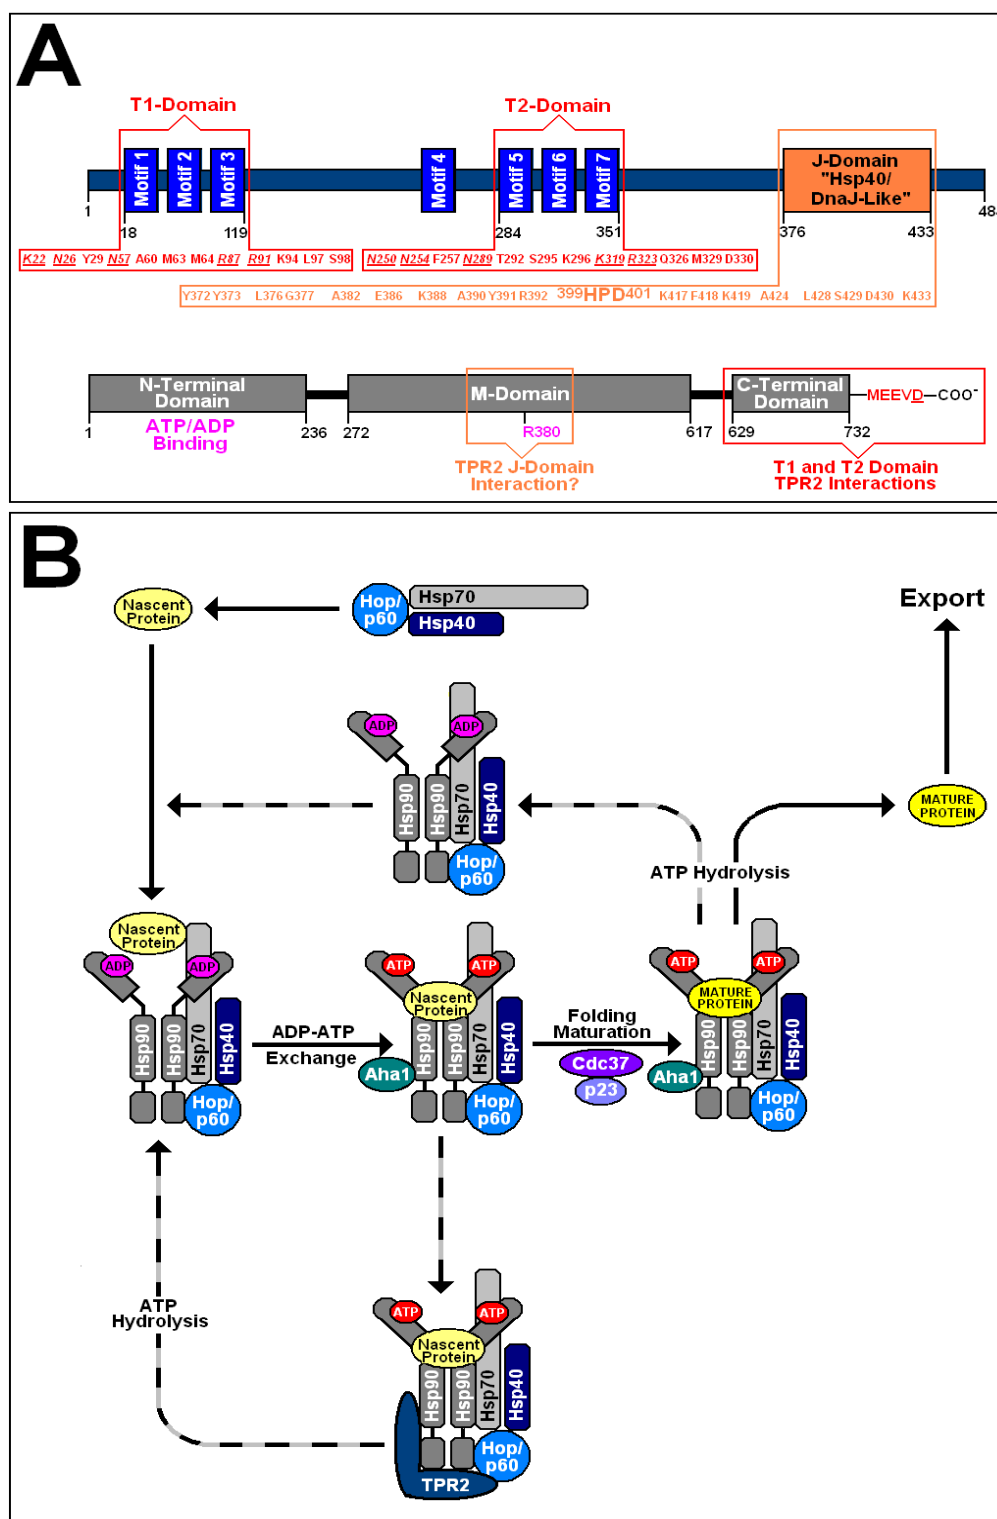 A
T1-Domain
T2-Domain
Motif 1
Motif 2
Motif 3
Motif 4
Motif 5
Motif 6
Motif 7
J-Domain
"Hsp40/
DnaJ-Like"
1
18
119
284
351
376
433
48
K22 N26 Y29 N57 A60 M63 M64 R87 R91 K94 L97 S98
N250 N254 F257 N289 T292 S295 K296 K319 R323 Q326 M329 D330
Y372 Y373 L376 G377 A382 E386 K388 A390 Y391 R392 399HPD401 K417 F418 K419 A424 L428 S429 D430 K433
N-Terminal
Domain
M-Domain
C-Terminal
Domain
MEEVD-COO-
ATP/ADP
Binding
1
236
272
R380
617
629
732
TPR2 J-Domain
Interaction?
T1 and T2 Domain
TPR2 Interactions
B
Nascent
Protein
Hop/
p60
Hsp70
Hsp40
Export
ADP
ADP
Hsp90
Hsp90
Hsp70
Hsp40
Hop/
p60
MATURE
PROTEIN
ATP Hydrolysis
Nascent
Protein
ADP
ADP
Hsp90
Hsp90
Hsp70
Hsp40
Hop/
p60
ADP-ATP
Exchange
Aha1
ATP
ATP
Nascent
Protein
Hsp90
Hsp90
Hsp70
Hsp40
Hop/
p60
Folding
Maturation
Cdc37
p23
Aha1
ATP
ATP
MATURE
PROTEIN
Hsp90
Hsp90
Hsp70
Hsp40
Hop/
p60
ATP
Hydrolysis
ATP
ATP
Nascent
Protein
Hsp90
Hsp90
Hsp70
Hsp40
Hop/
p60
TPR2